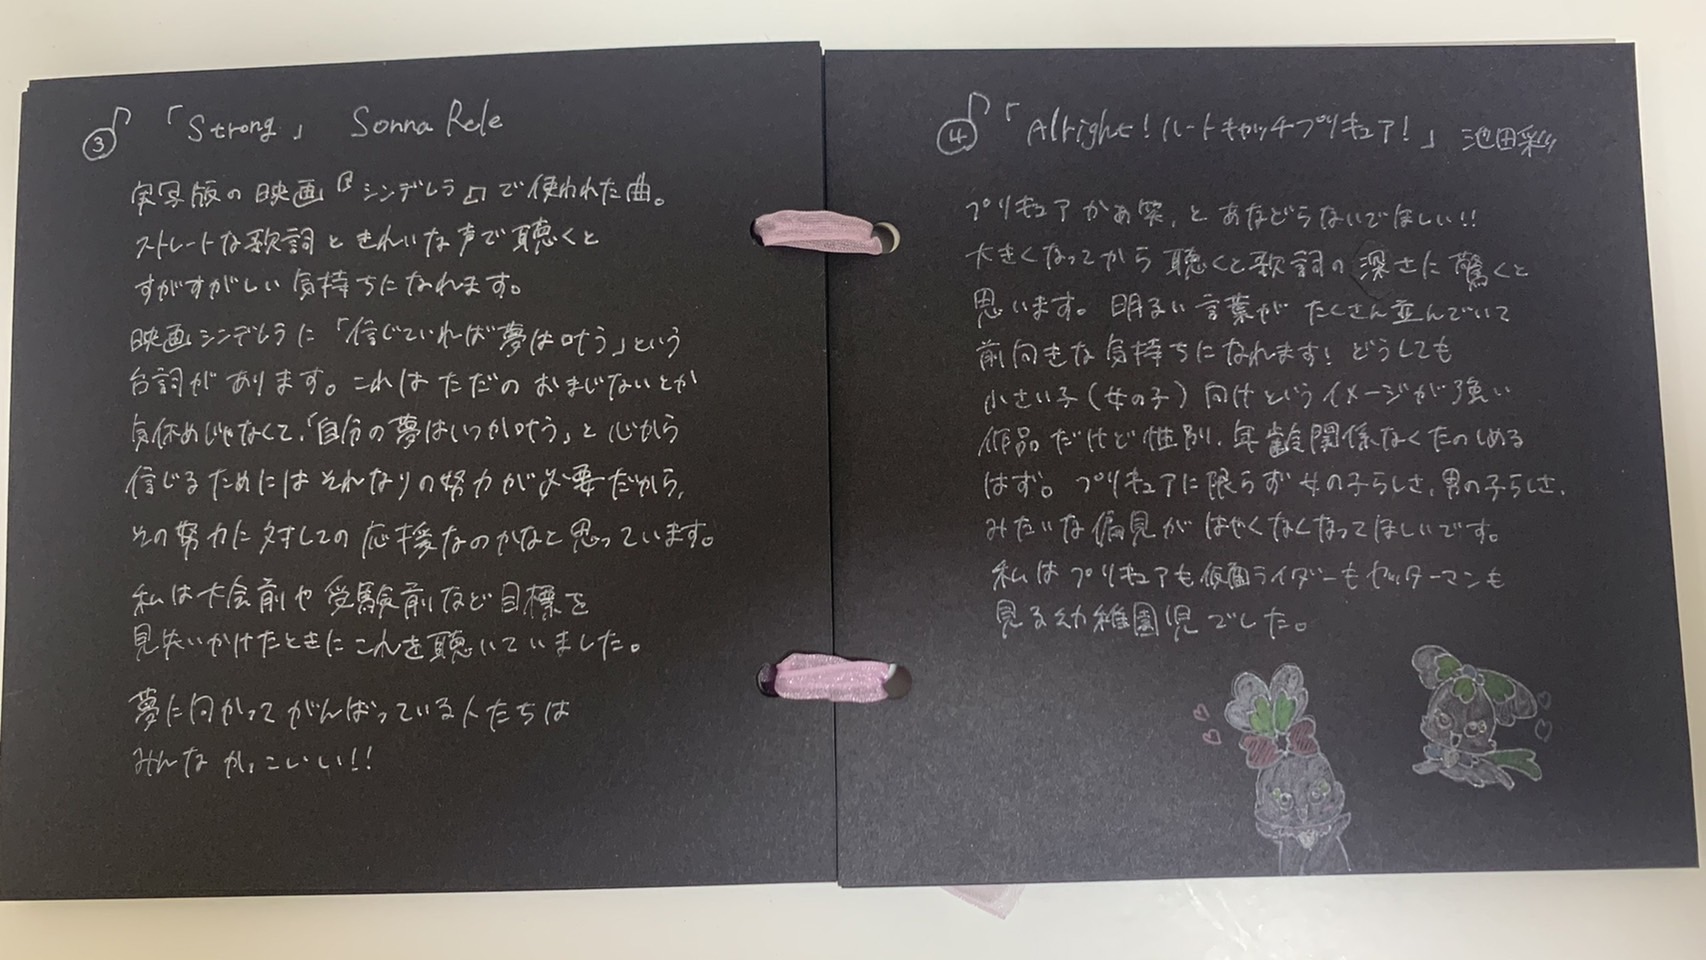 ③ 「Strong」 Sonna Rele
実写版の映画『シンデレラ』で使われた曲。
ストレートな歌詞ときれいな声で聴くと
すがすがしい気持ちになれます。
映画シンデレラに「信じていれば夢は叶う」という
台詞があります。これはただのおまじないとか
気休めじゃなくて、「自分の夢はいつか叶う」と心から
信じるためにはそれなりの努力が必要だから、
その努力に対しての応援なのかなと思っています。
私は大会前や受験前など目標を
見失いかけたときにこれを聴いていました。
夢に向かってがんばっている人たちは
みんなかっこいい!!
④ 「Alright!ハートキャッチプリキュア!」 池田彩
プリキュアかぁ笑、とあなどらないでほしい!!
大きくなってから聴くと歌詞の深さに驚くと
思います。明るい言葉がたくさん並んでいて
前向きな気持ちになれます!どうしても
小さい子(女の子)向けというイメージが強い
作品だけど性別、年齢関係なくたのしめる
はず。プリキュアに限らず女の子らしさ、男の子らしさ、
みたいな偏見がはやくなくなってほしいです。
私はプリキュアも仮面ライダーもヤッターマンも
見る幼稚園児でした。